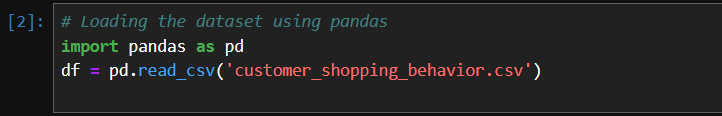 [2]: # Loading the dataset using pandas
import pandas as pd
df = pd.read_csv('customer_shopping_behavior.csv')